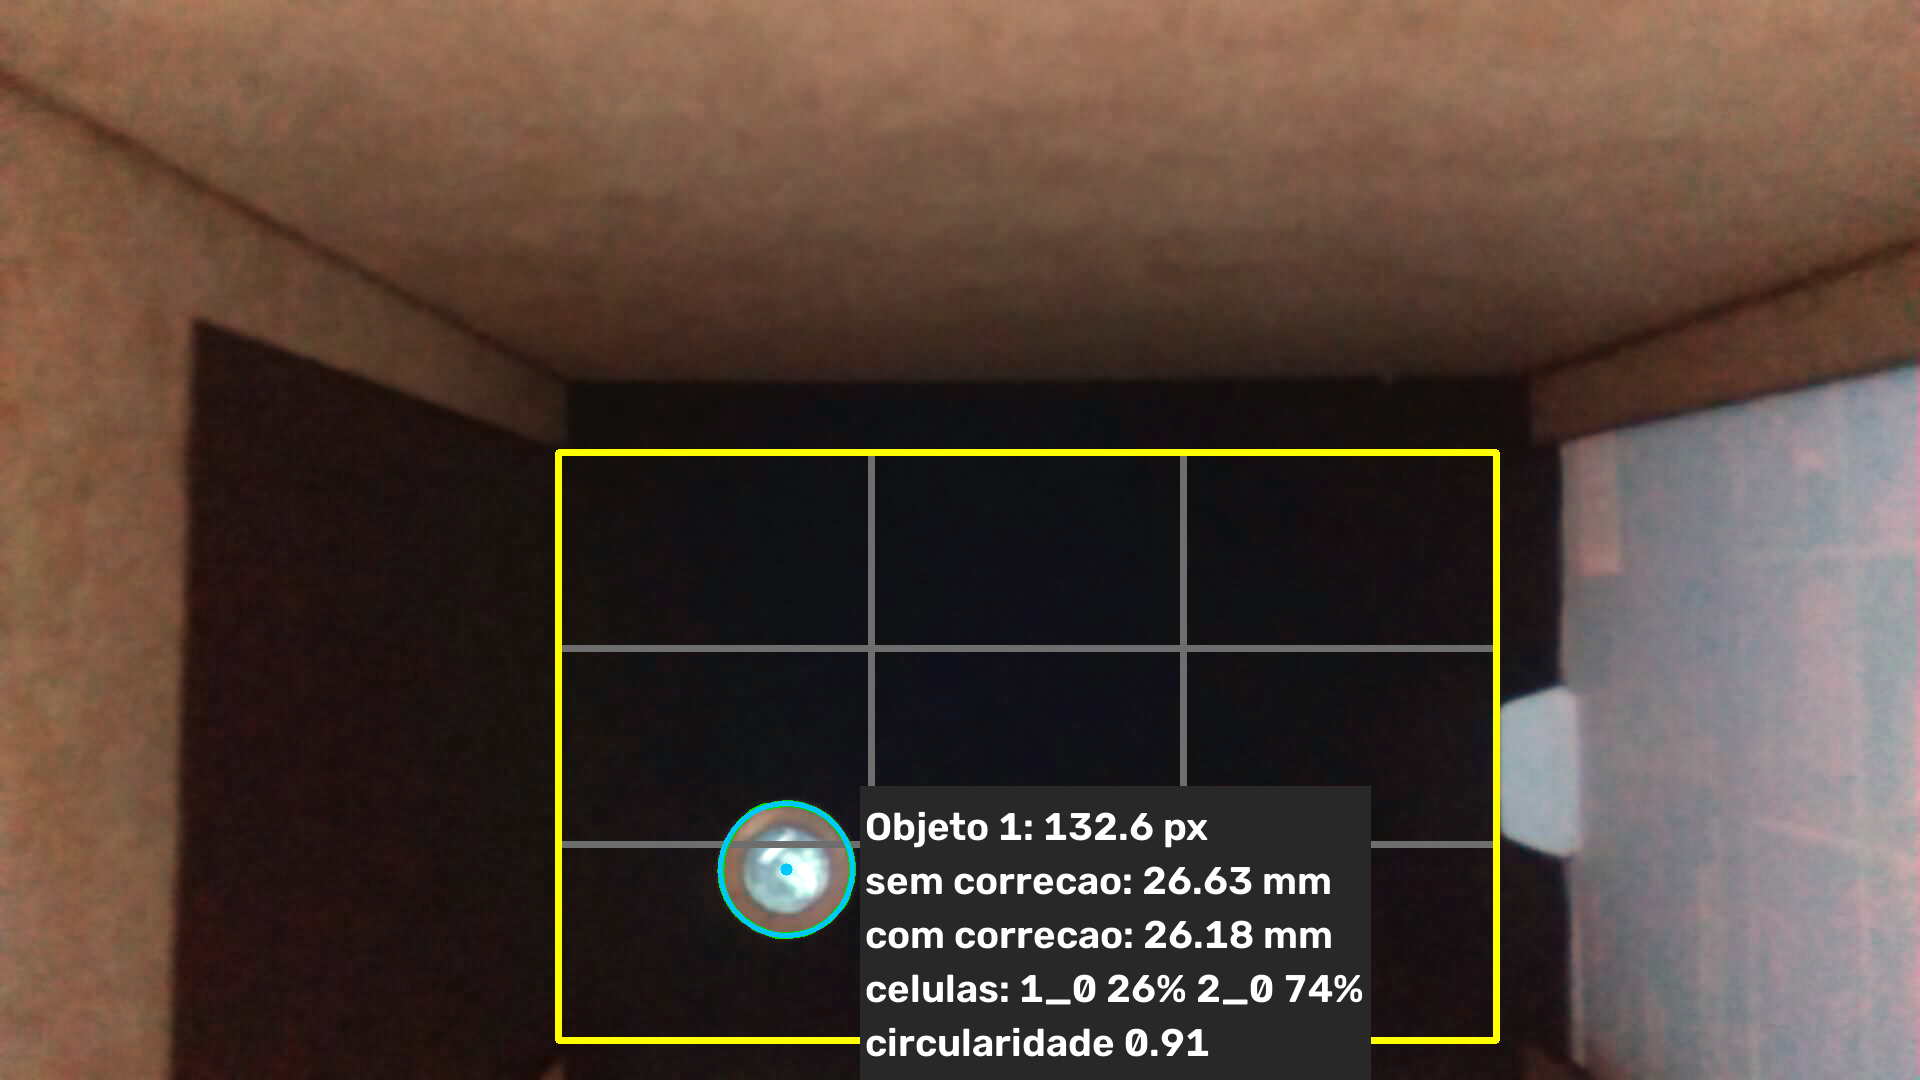 Objeto 1: 132.6 px
sem correcao: 26.63 mm
com correcao: 26.18 mm
celulas: 1_0 26% 2_0 74%
circularidade 0.91